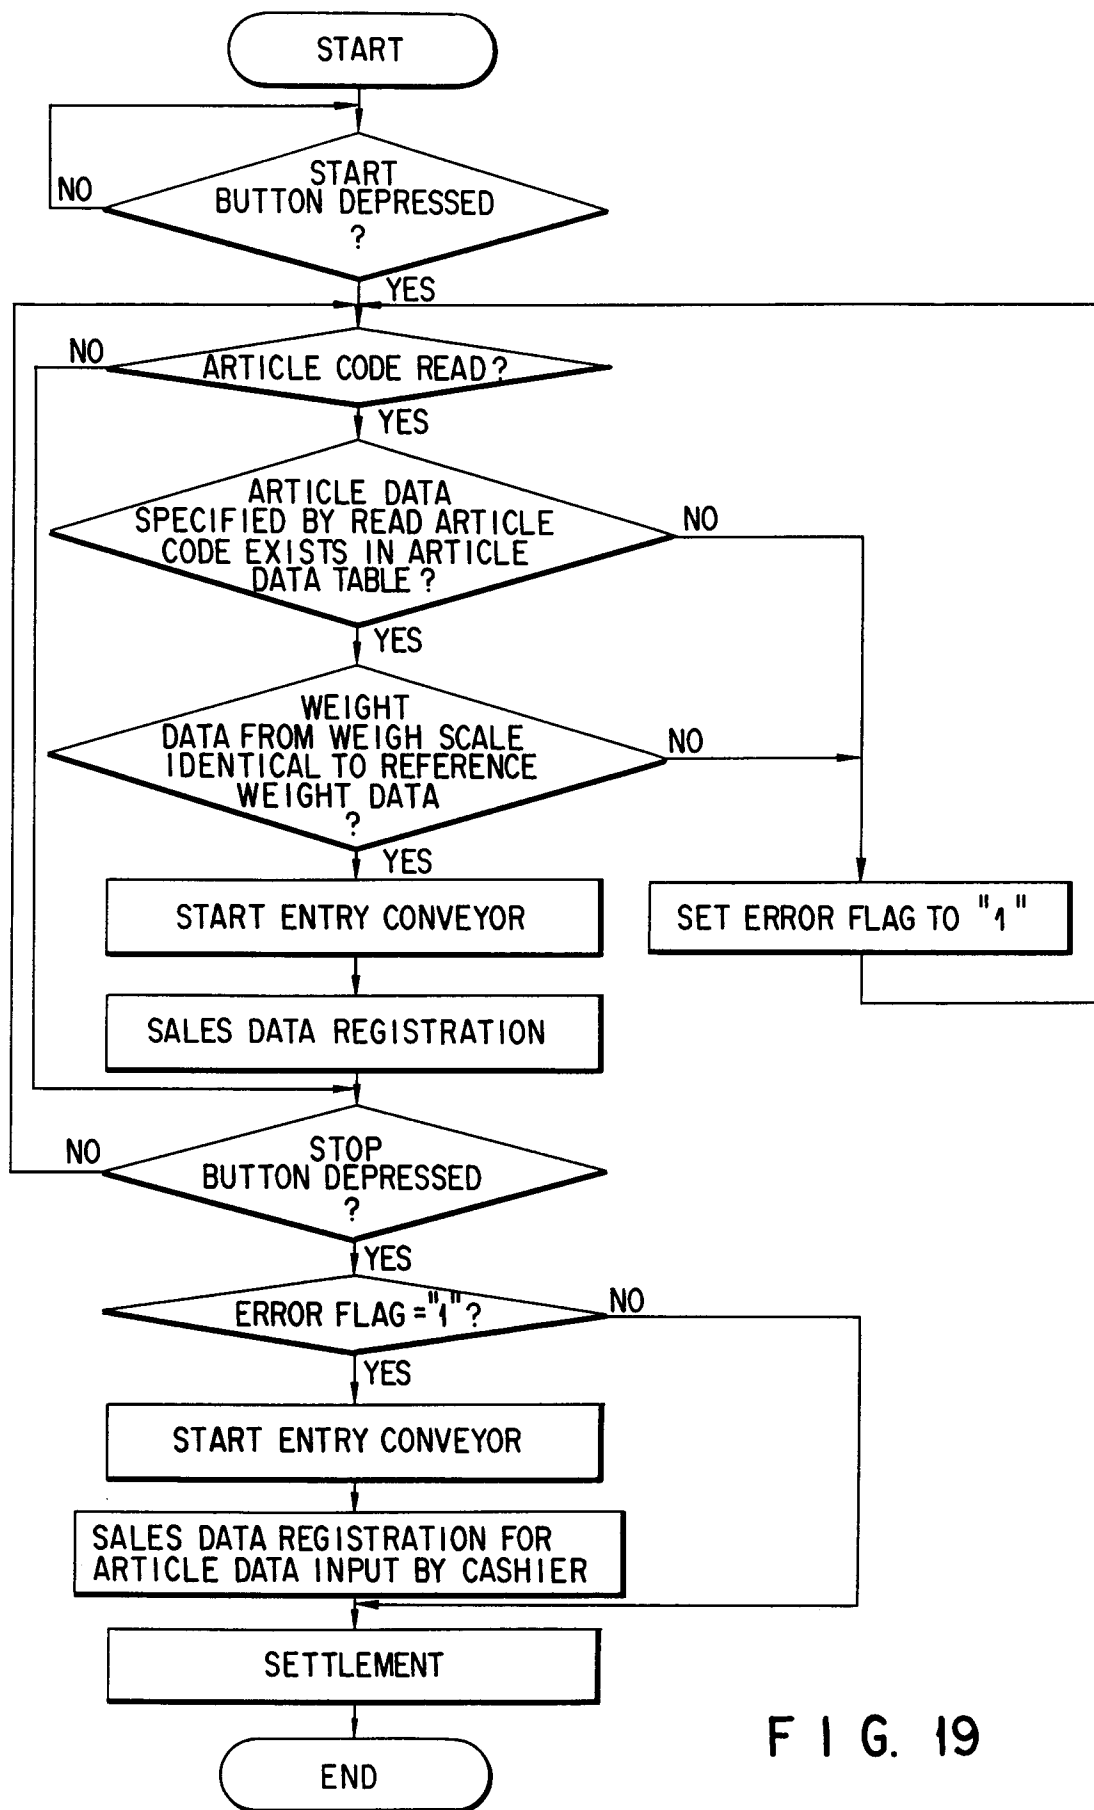 START
START
BUTTON DEPRESSED
?
NO
YES
NO
ARTICLE CODE READ?
YES
ARTICLE DATA
SPECIFIED BY READ ARTICLE
CODE EXISTS IN ARTICLE
DATA TABLE?
NO
YES
WEIGHT
DATA FROM WEIGH SCALE
IDENTICAL TO REFERENCE
WEIGHT DATA
?
NO
YES
START ENTRY CONVEYOR
SET ERROR FLAG TO "1"
SALES DATA REGISTRATION
STOP
BUTTON DEPRESSED
?
NO
YES
ERROR FLAG="1"?
NO
YES
START ENTRY CONVEYOR
SALES DATA REGISTRATION FOR
ARTICLE DATA INPUT BY CASHIER
SETTLEMENT
END
FIG. 19